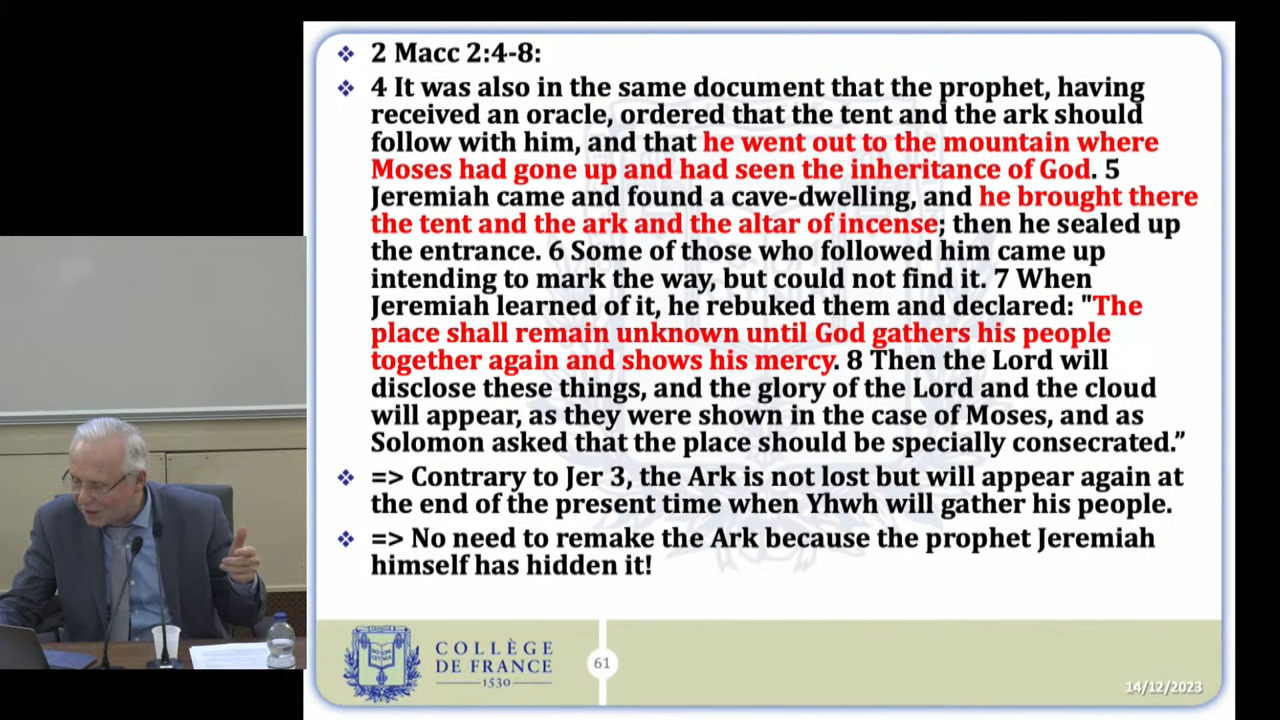 2 Macc 2:4-8:
4 It was also in the same document that the prophet, having
received an oracle, ordered that the tent and the ark should
follow with him, and that he went out to the mountain where
Moses had gone up and had seen the inheritance of God. 5
Jeremiah came and found a cave-dwelling, and he brought there
the tent and the ark and the altar of incense; then he sealed up
the entrance. 6 Some of those who followed him came up
intending to mark the way, but could not find it. 7 When
Jeremiah learned of it, he rebuked them and declared: "The
place shall remain unknown until God gathers his people
together again and shows his mercy. 8 Then the Lord will
disclose these things, and the glory of the Lord and the cloud
will appear, as they were shown in the case of Moses, and as
Solomon asked that the place should be specially consecrated.”
=> Contrary to Jer 3, the Ark is not lost but will appear again at
the end of the present time when Yhwh will gather his people.
=> No need to remake the Ark because the prophet Jeremiah
himself has hidden it!
COLLÈGE
DE FRANCE
1530
61
14/12/2023